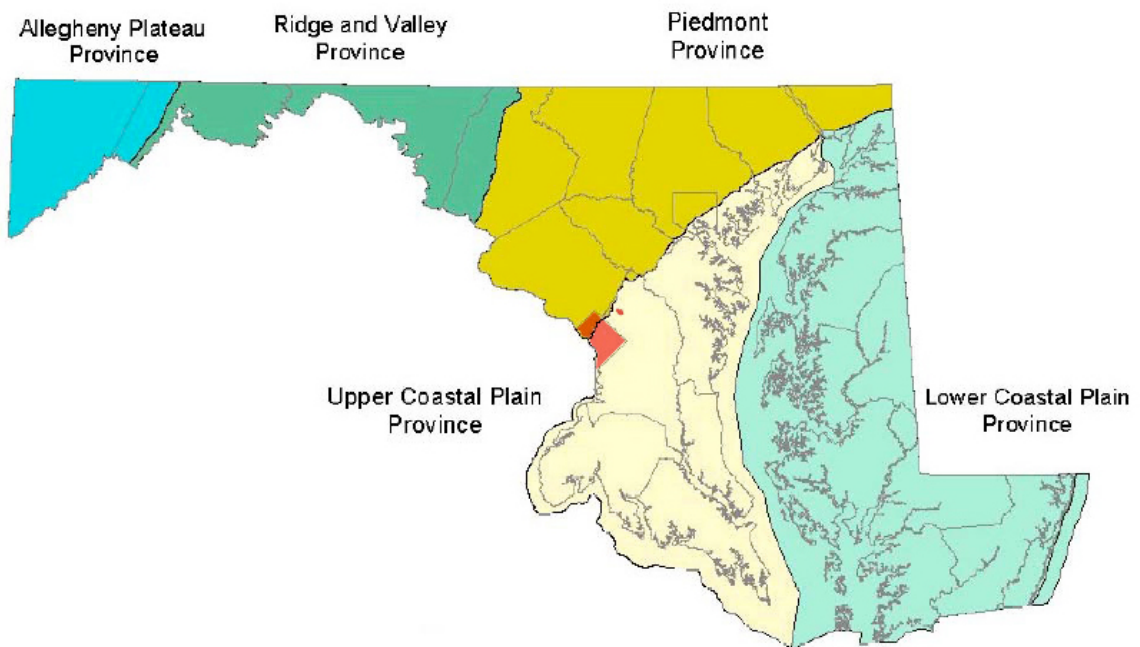 Allegheny Plateau
Province
Ridge and Valley
Province
Piedmont
Province
Upper Coastal Plain
Province
Lower Coastal Plain
Province